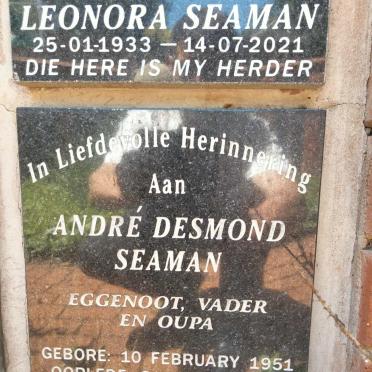 LEONORA SEAMAN
25-01-1933 — 14-07-2021
DIE HERE IS MY HERDER
In Liefdevolle Herinnering
Aan
ANDRÉ DESMOND
SEAMAN
EGGENOOT, VADER
EN OUPA
GEBORE: 10 FEBRUARY 1951